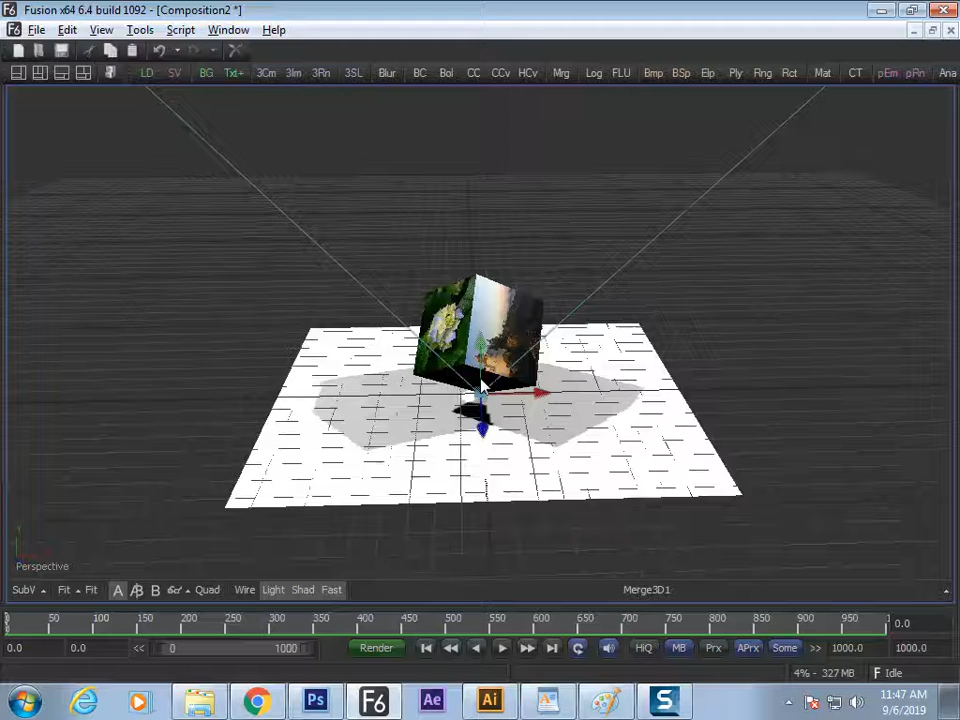 Fusion x64 6.4 build 1092 - [Composition2 *]
File Edit View Tools Script Window Help
LD SV BG Txt+ 3Cm 3Im 3Rn 3SL Blur BC Bol CC CCv HCv Mrg Log FLU Bmp BSp Elp Ply Rng Rct Mat CT pEm pRn Ana
Perspective
SubV Fit Fit A A/B B Quad Wire Light Shad Fast Merge3D1
0 50 100 150 200 250 300 350 400 450 500 550 600 650 700 750 800 850 900 950 0.0
0.0 0.0 << 0 1000 Render HiQ MB Prx APrx Some >> 1000.0 1000.0
4% - 327 MB Idle
Ps F6 Ae Ai S
11:47 AM
9/6/2019